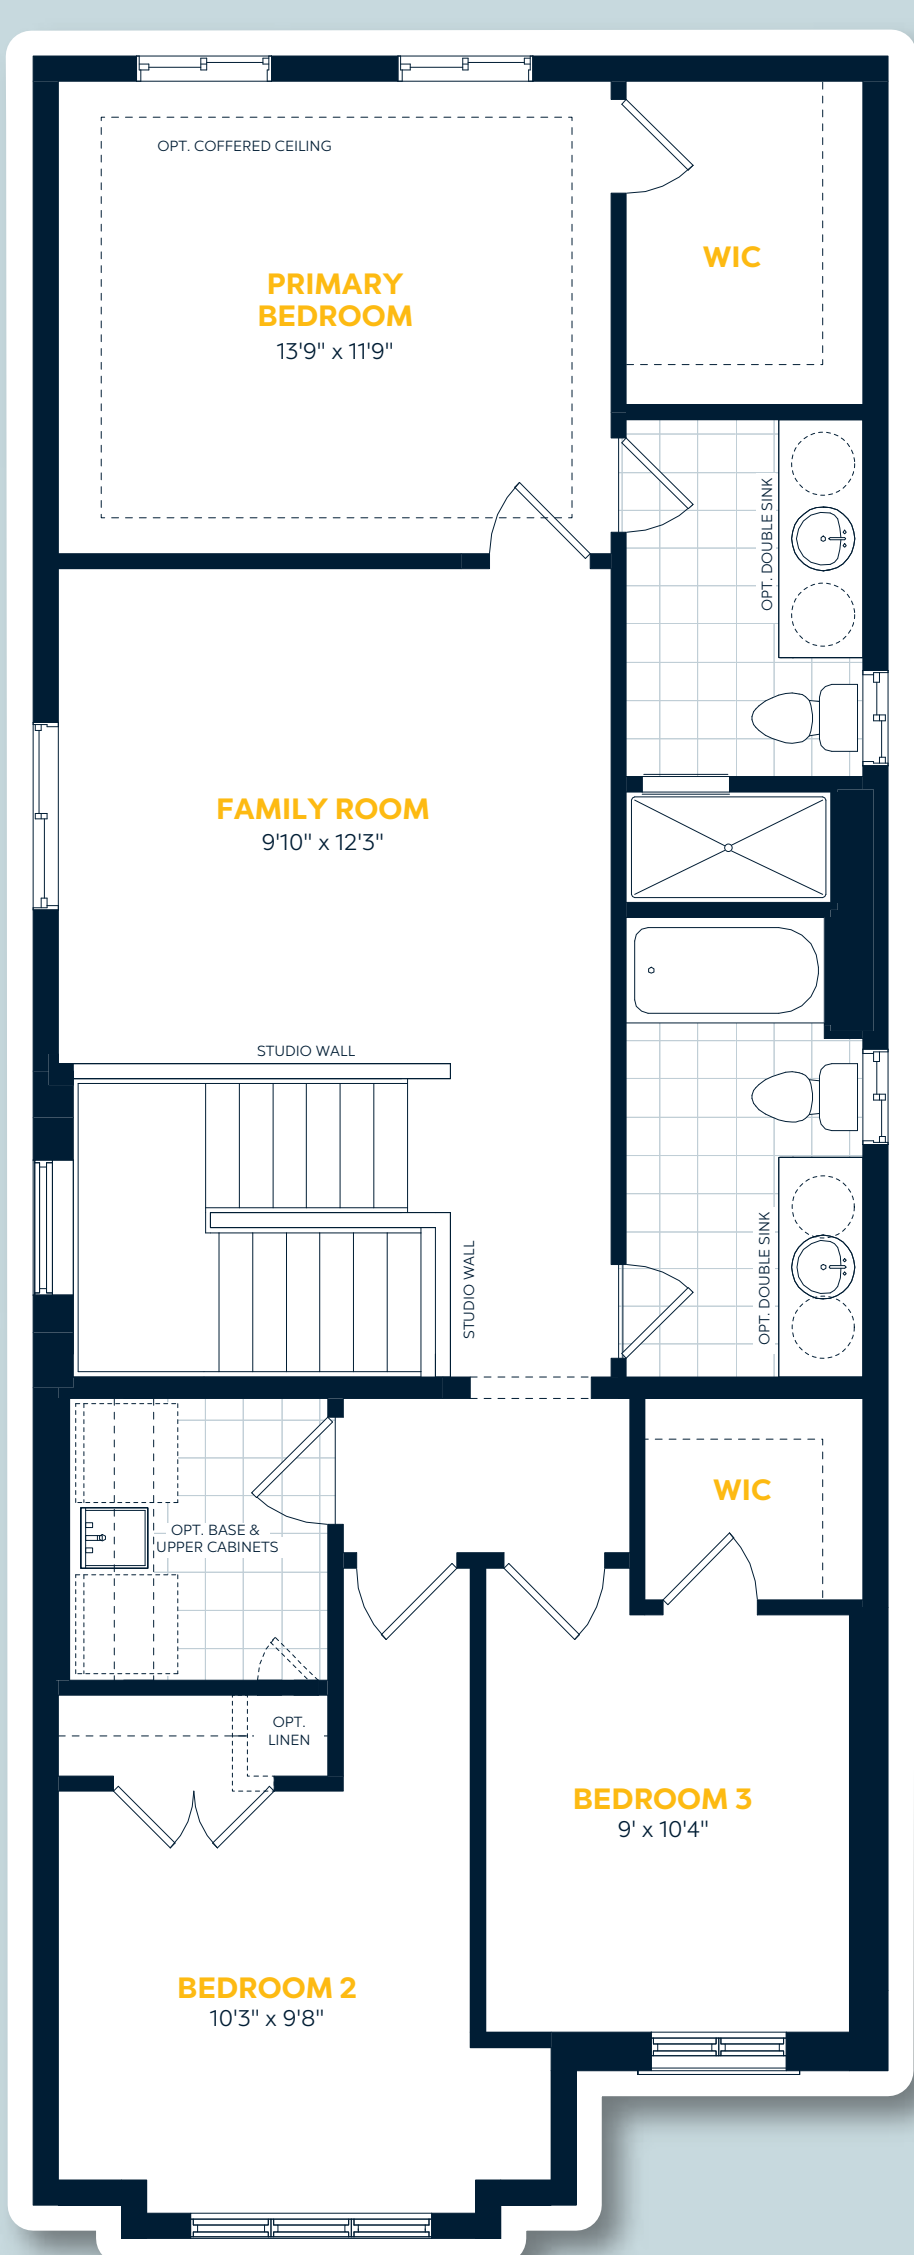 OPT. COFFERED CEILING
PRIMARY
BEDROOM
13'9" x 11'9"
WIC
OPT. DOUBLE SINK
FAMILY ROOM
9'10" x 12'3"
STUDIO WALL
STUDIO WALL
OPT. DOUBLE SINK
WIC
OPT. BASE &
UPPER CABINETS
OPT.
LINEN
BEDROOM 3
9' x 10'4"
BEDROOM 2
10'3" x 9'8"